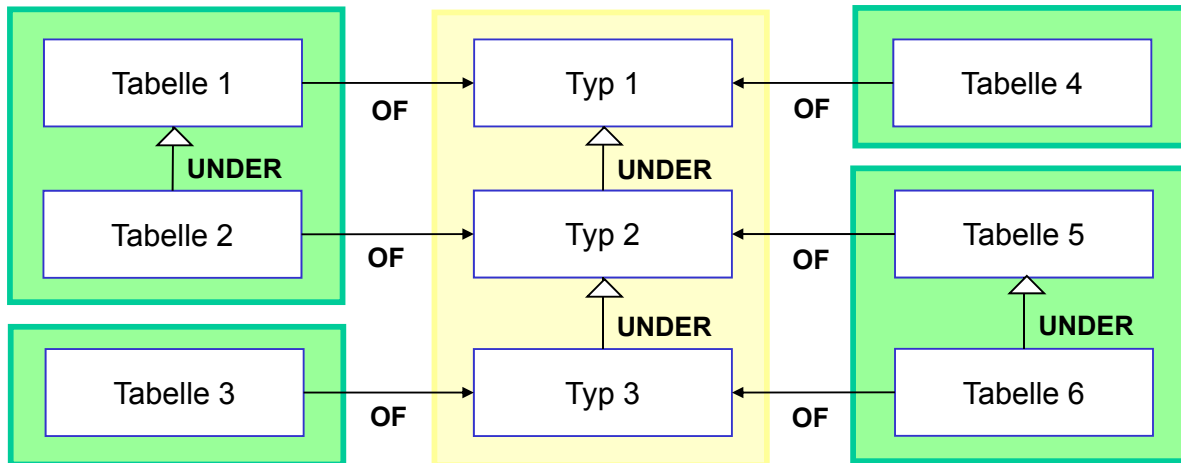 Tabelle 1
OF
Typ 1
OF
Tabelle 4
UNDER
UNDER
Tabelle 2
OF
Typ 2
OF
Tabelle 5
UNDER
UNDER
Tabelle 3
OF
Typ 3
OF
Tabelle 6